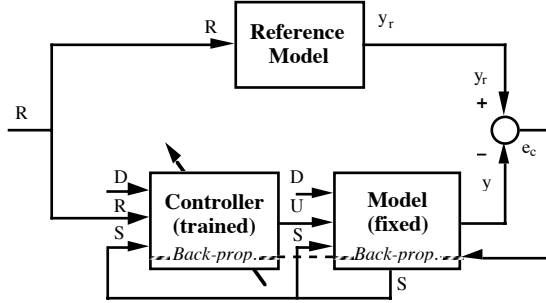 y_r
R
Reference
Model
y_r
R
+
e_c
−
D
D
y
Controller
(trained)
Model
(fixed)
R
U
S
S
Back-prop.
Back-prop.
S